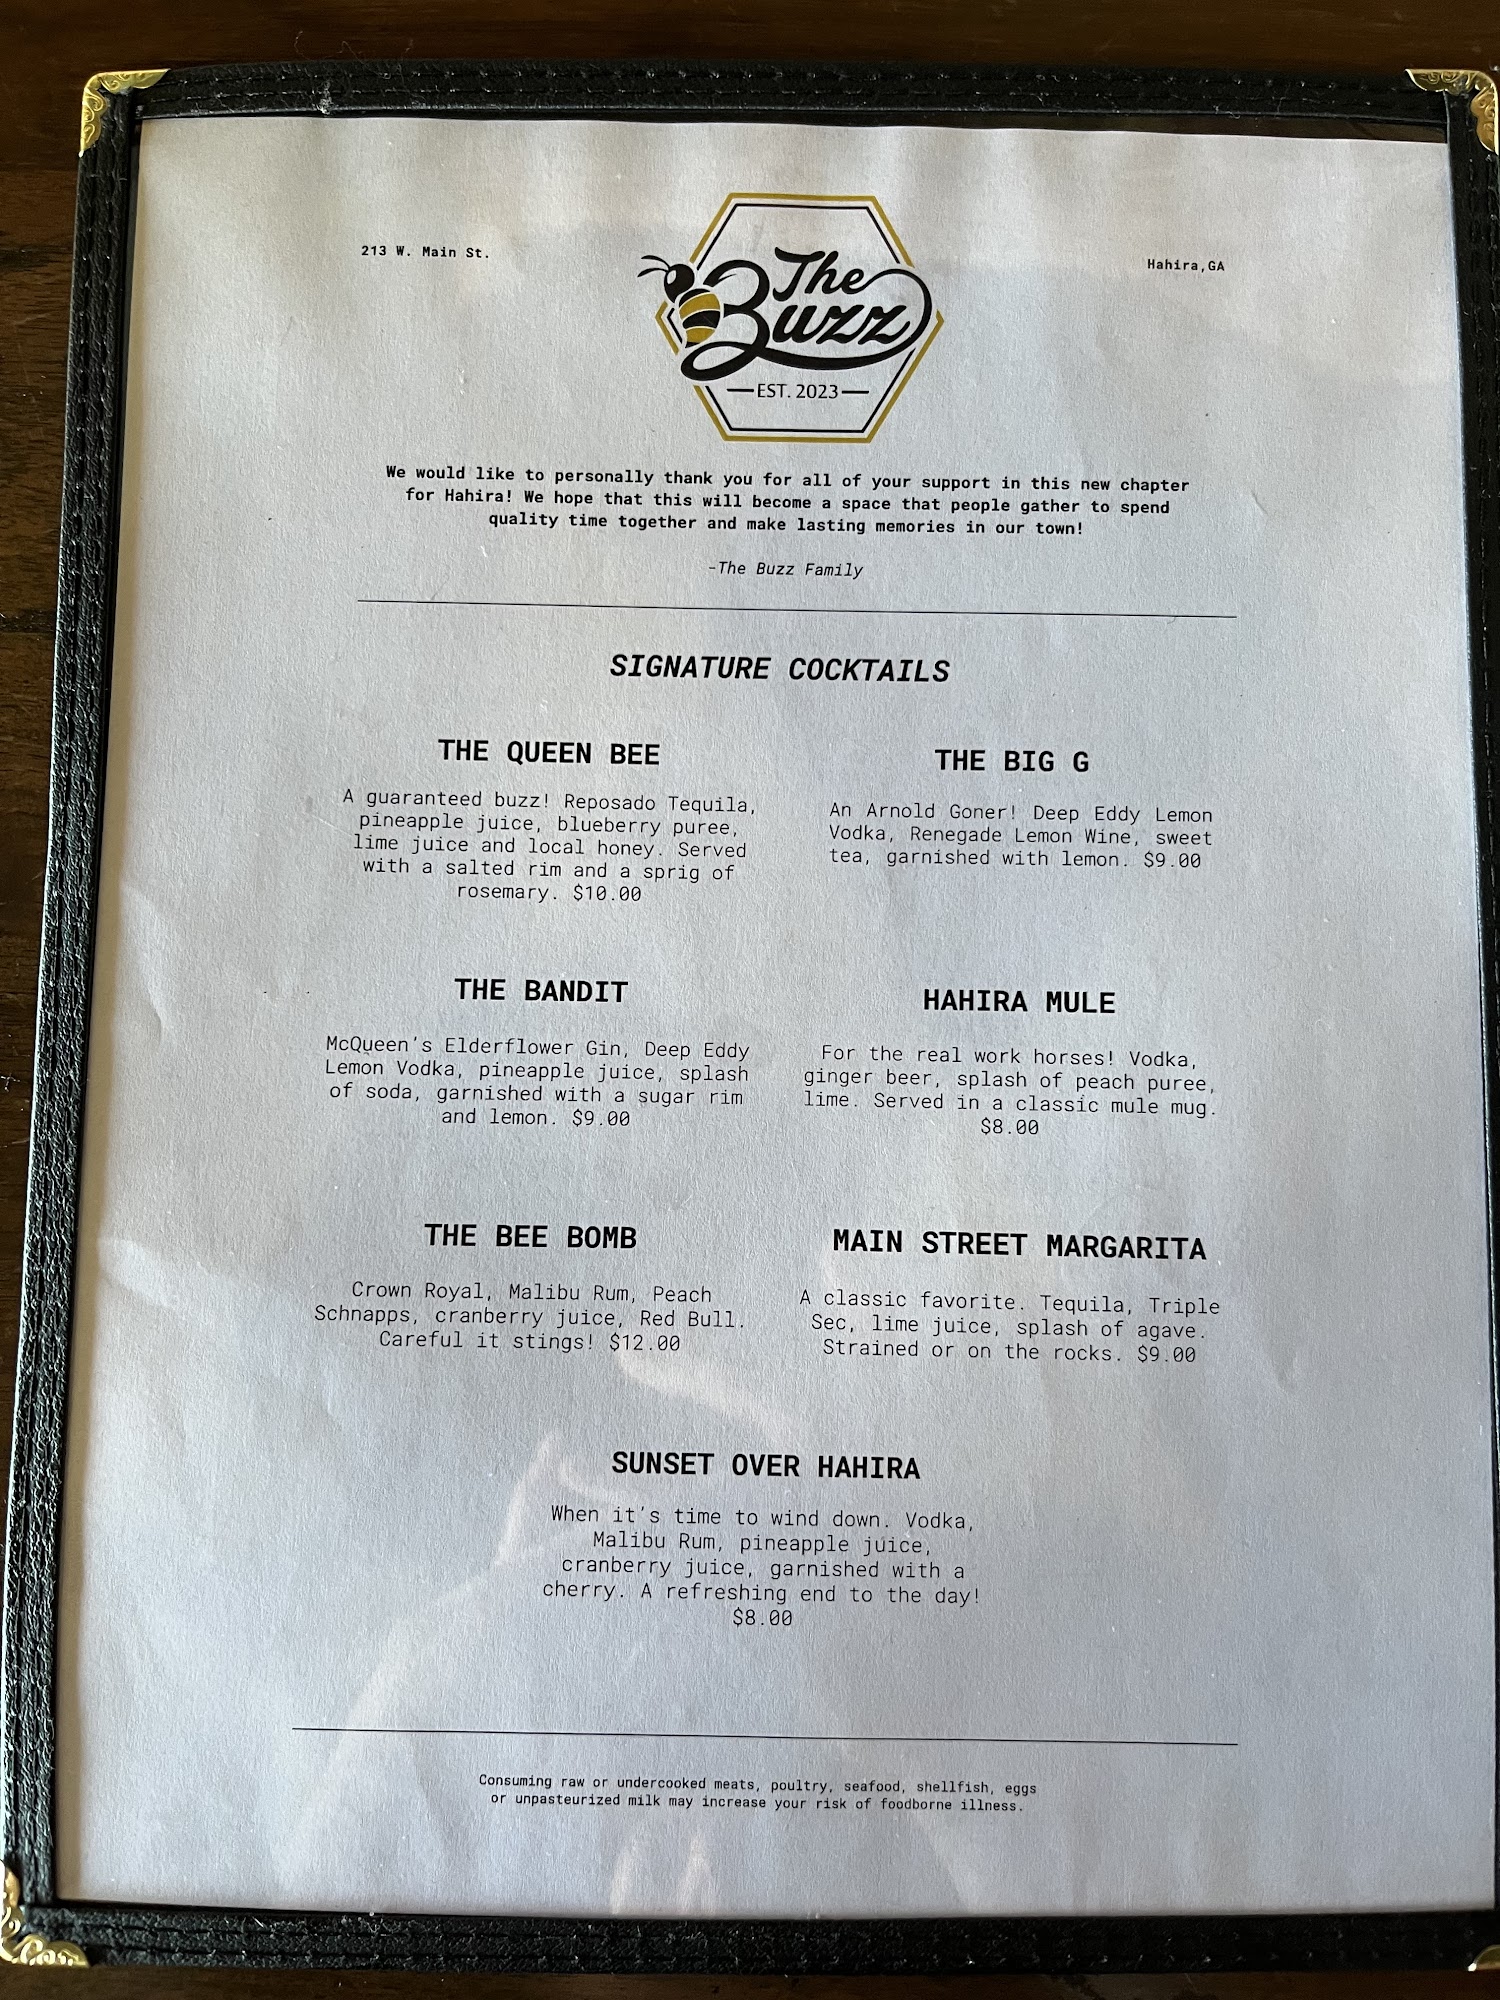 213 W. Main St.
Hahira,GA
The
Buzz
EST. 2023
We would like to personally thank you for all of your support in this new chapter
for Hahira! We hope that this will become a space that people gather to spend
quality time together and make lasting memories in our town!
-The Buzz Family
SIGNATURE COCKTAILS
THE QUEEN BEE
A guaranteed buzz! Reposado Tequila,
pineapple juice, blueberry puree,
lime juice and local honey. Served
with a salted rim and a sprig of
rosemary. $10.00
THE BIG G
An Arnold Goner! Deep Eddy Lemon
Vodka, Renegade Lemon Wine, sweet
tea, garnished with lemon. $9.00
THE BANDIT
McQueen's Elderflower Gin, Deep Eddy
Lemon Vodka, pineapple juice, splash
of soda, garnished with a sugar rim
and lemon. $9.00
HAHIRA MULE
For the real work horses! Vodka,
ginger beer, splash of peach puree,
lime. Served in a classic mule mug.
$8.00
THE BEE BOMB
Crown Royal, Malibu Rum, Peach
Schnapps, cranberry juice, Red Bull.
Careful it stings! $12.00
MAIN STREET MARGARITA
A classic favorite. Tequila, Triple
Sec, lime juice, splash of agave.
Strained or on the rocks. $9.00
SUNSET OVER HAHIRA
When it's time to wind down. Vodka,
Malibu Rum, pineapple juice,
cranberry juice, garnished with a
cherry. A refreshing end to the day!
$8.00
Consuming raw or undercooked meats, poultry, seafood, shellfish, eggs
or unpasteurized milk may increase your risk of foodborne illness.